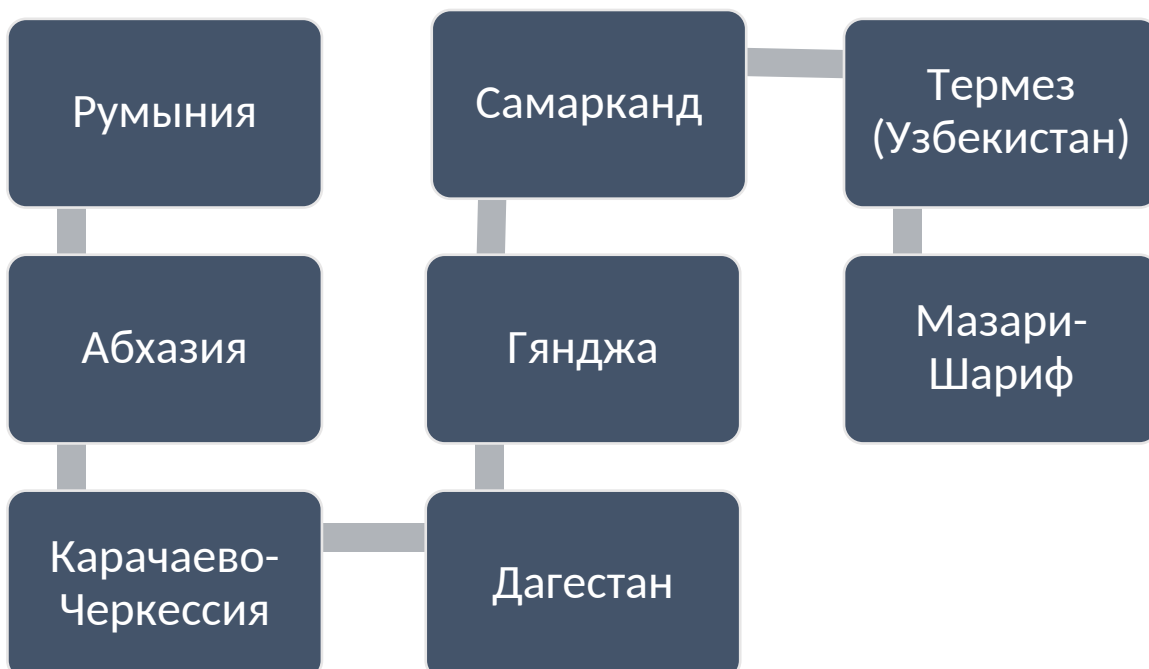 Румыния
Абхазия
Карачаево-
Черкессия
Дагестан
Гянджа
Самарканд
Термез
(Узбекистан)
Мазари-
Шариф